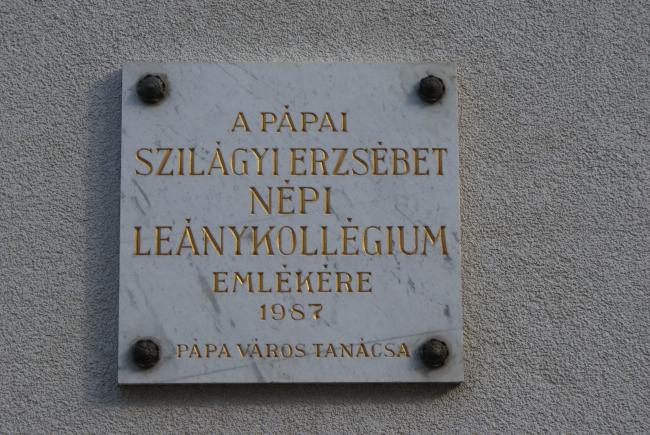 A PÁPAI
SZILÁGYI ERZSÉBET
NÉPI
LEÁNYKOLLÉGIUM
EMLÉKÉRE
1987
PÁPA VÁROS TANÁCSA